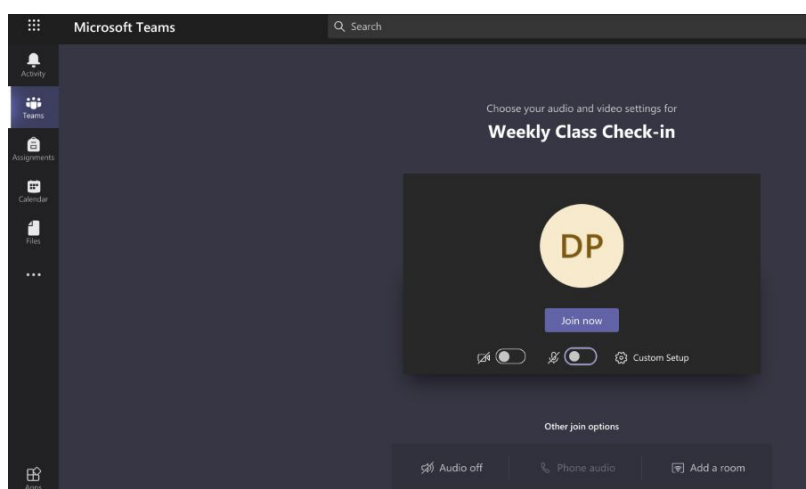 Microsoft Teams
Search
Activity
Teams
Assignments
Calendar
Files
Apps
Choose your audio and video settings for
Weekly Class Check-in
DP
Join now
Custom Setup
Other join options
Audio off
Phone audio
Add a room